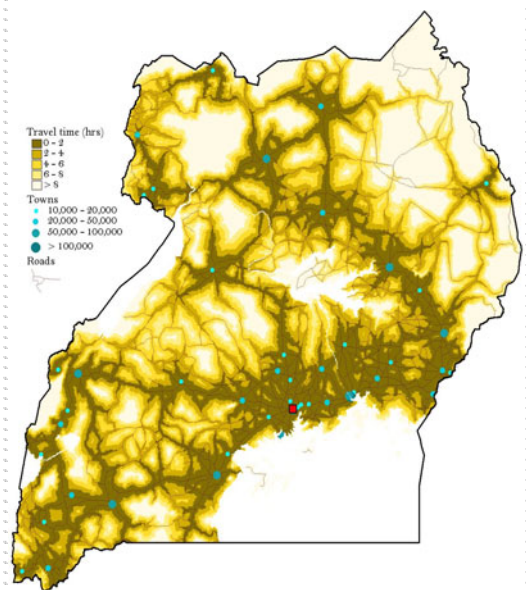 Travel time (hrs)
0 - 2
2 - 4
4 - 6
6 - 8
> 8
Towns
10,000 - 20,000
20,000 - 50,000
50,000 - 100,000
> 100,000
Roads